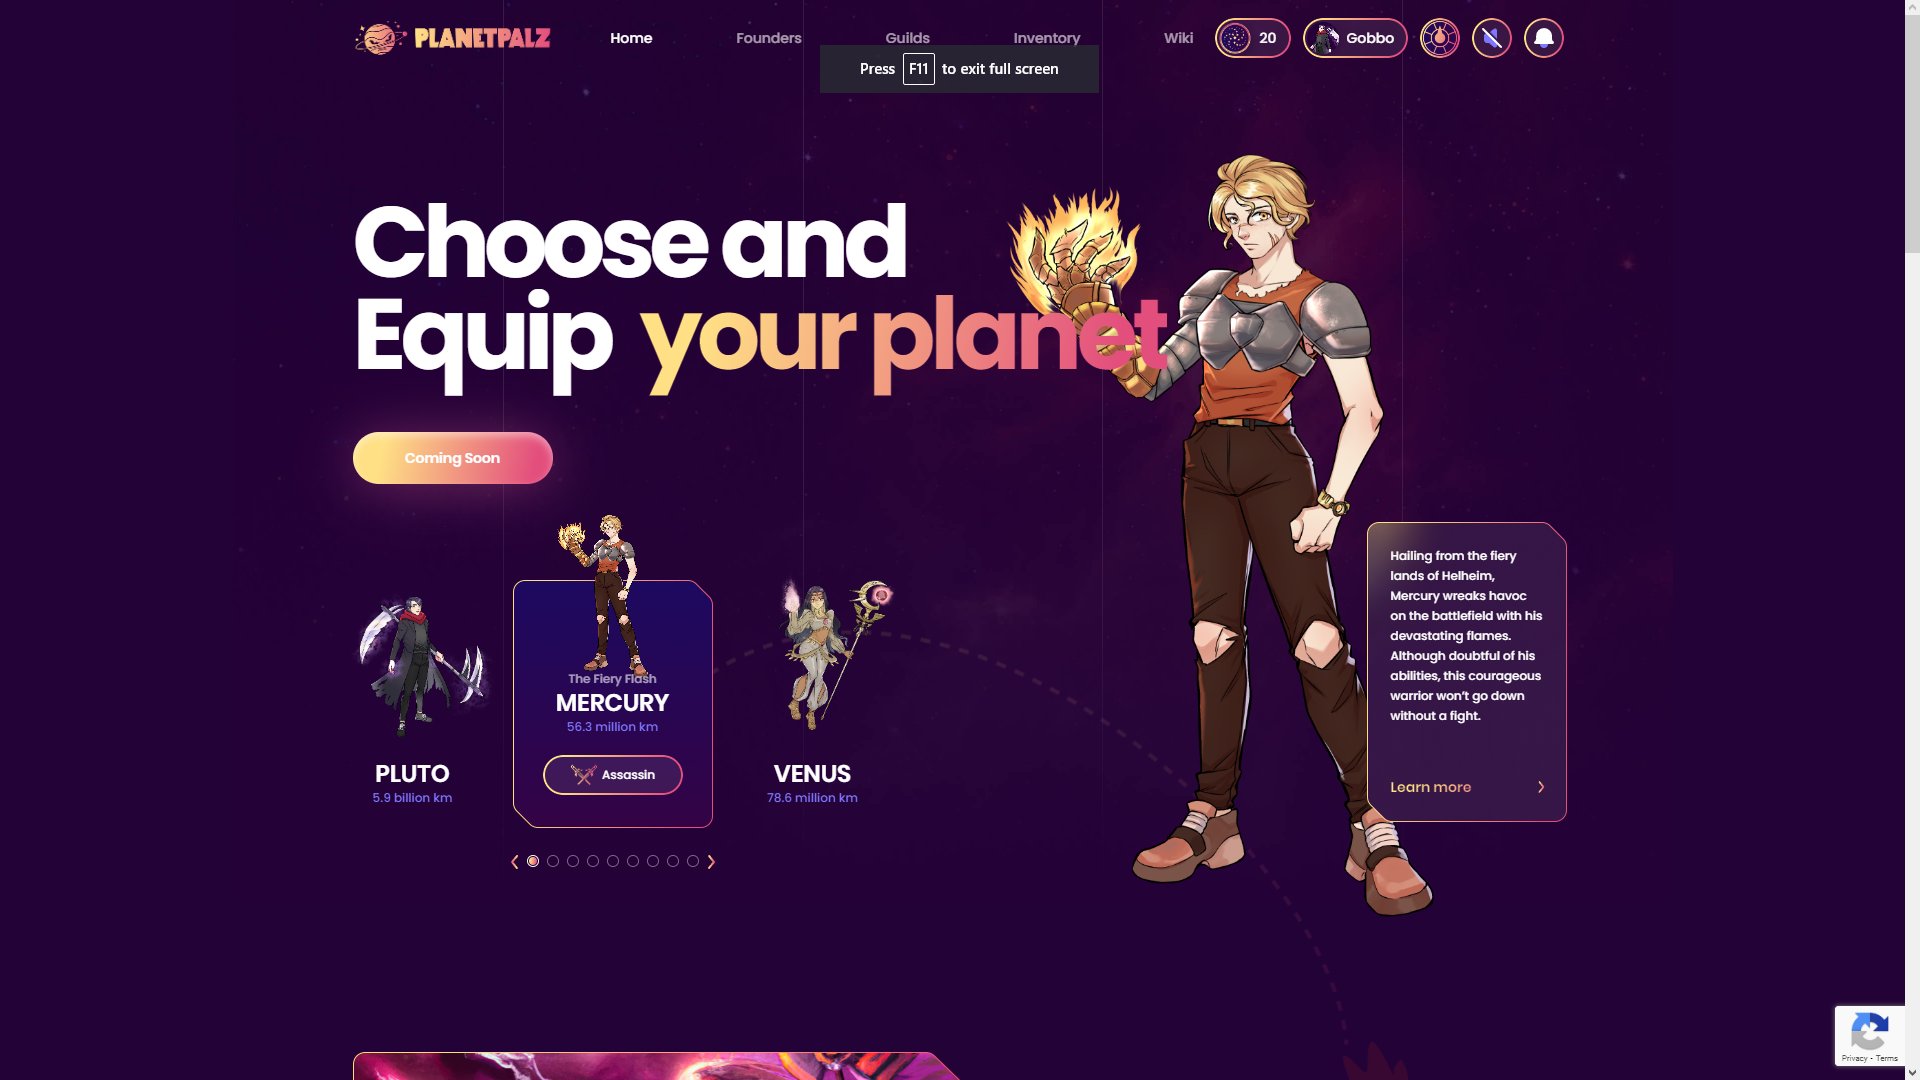 PLANETPALZ
Home
Founders
Guilds
Inventory
Wiki
20
Gobbo
Press F11 to exit full screen
Choose and
Equip your planet
Coming Soon
The Fiery Flash
MERCURY
56.3 million km
Assassin
PLUTO
5.9 billion km
VENUS
78.6 million km
Hailing from the fiery
lands of Helheim,
Mercury wreaks havoc
on the battlefield with his
devastating flames.
Although doubtful of his
abilities, this courageous
warrior won't go down
without a fight.
Learn more
Privacy - Terms